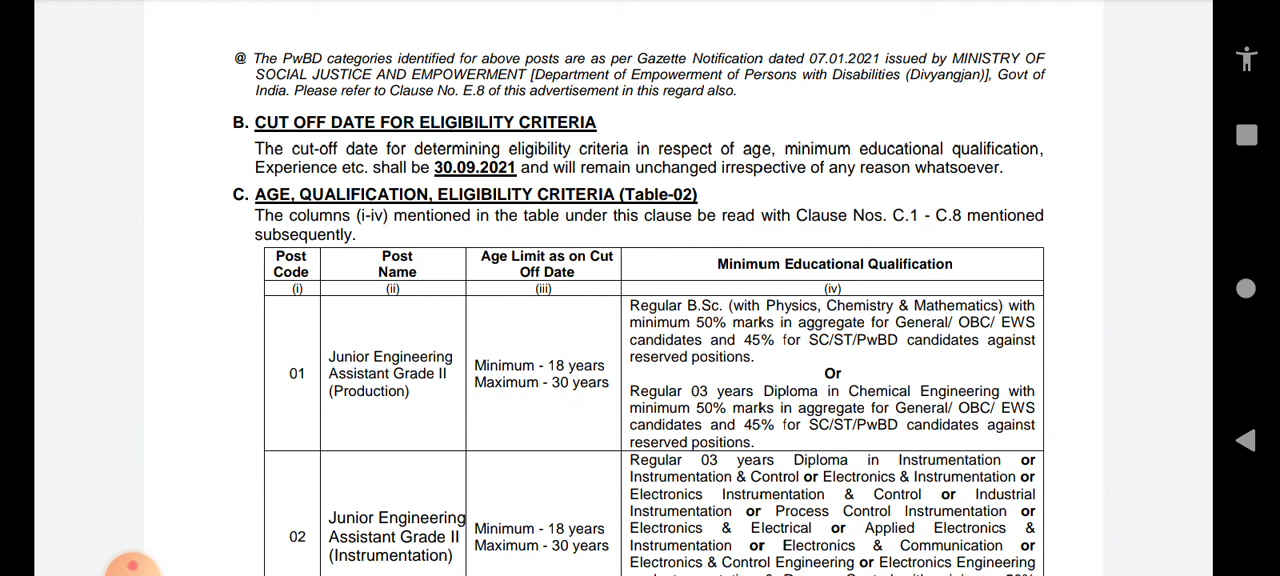 @ The PwBD categories identified for above posts are as per Gazette Notification dated 07.01.2021 issued by MINISTRY OF
SOCIAL JUSTICE AND EMPOWERMENT [Department of Empowerment of Persons with Disabilities (Divyangjan)], Govt of
India. Please refer to Clause No. E.8 of this advertisement in this regard also.
B. CUT OFF DATE FOR ELIGIBILITY CRITERIA
The cut-off date for determining eligibility criteria in respect of age, minimum educational qualification,
Experience etc. shall be 30.09.2021 and will remain unchanged irrespective of any reason whatsoever.
C. AGE, QUALIFICATION, ELIGIBILITY CRITERIA (Table-02)
The columns (i-iv) mentioned in the table under this clause be read with Clause Nos. C.1 - C.8 mentioned
subsequently.
Post
Code
Post
Name
Age Limit as on Cut
Off Date
Minimum Educational Qualification
(i)
(ii)
(iii)
(iv)
01
Junior Engineering
Assistant Grade II
(Production)
Minimum - 18 years
Maximum - 30 years
Regular B.Sc. (with Physics, Chemistry & Mathematics) with
minimum 50% marks in aggregate for General/ OBC/ EWS
candidates and 45% for SC/ST/PwBD candidates against
reserved positions.
Or
Regular 03 years Diploma in Chemical Engineering with
minimum 50% marks in aggregate for General/ OBC/ EWS
candidates and 45% for SC/ST/PwBD candidates against
reserved positions.
02
Junior Engineering
Assistant Grade II
(Instrumentation)
Minimum - 18 years
Maximum - 30 years
Regular 03 years Diploma in Instrumentation or
Instrumentation & Control or Electronics & Instrumentation or
Electronics Instrumentation & Control or Industrial
Instrumentation or Process Control Instrumentation or
Electronics & Electrical or Applied Electronics &
Instrumentation or Electronics & Communication or
Electronics & Control Engineering or Electronics Engineering